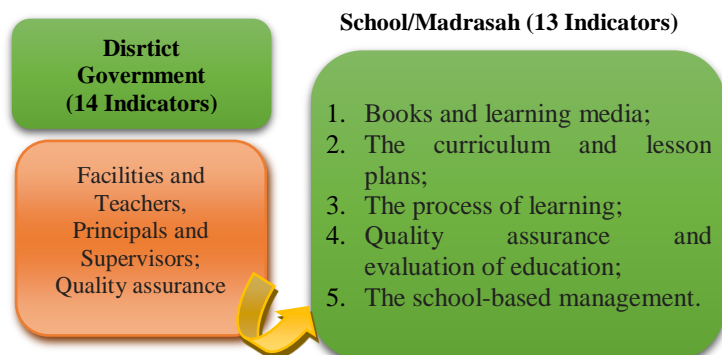 School/Madrasah (13 Indicators)
Disrtict
Government
(14 Indicators)
Facilities and
Teachers,
Principals and
Supervisors;
Quality assurance
1. Books and learning media;
2. The curriculum and lesson
plans;
3. The process of learning;
4. Quality assurance and
evaluation of education;
5. The school-based management.